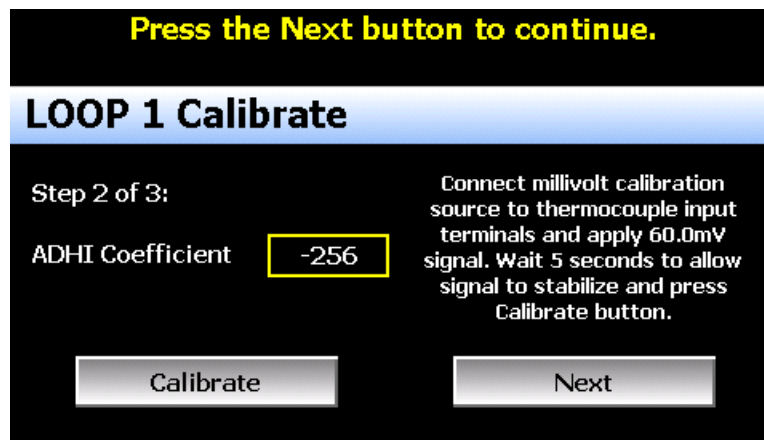 Press the Next button to continue.
LOOP 1 Calibrate
Step 2 of 3:
ADHI Coefficient
-256
Connect millivolt calibration
source to thermocouple input
terminals and apply 60.0mV
signal. Wait 5 seconds to allow
signal to stabilize and press
Calibrate button.
Calibrate
Next